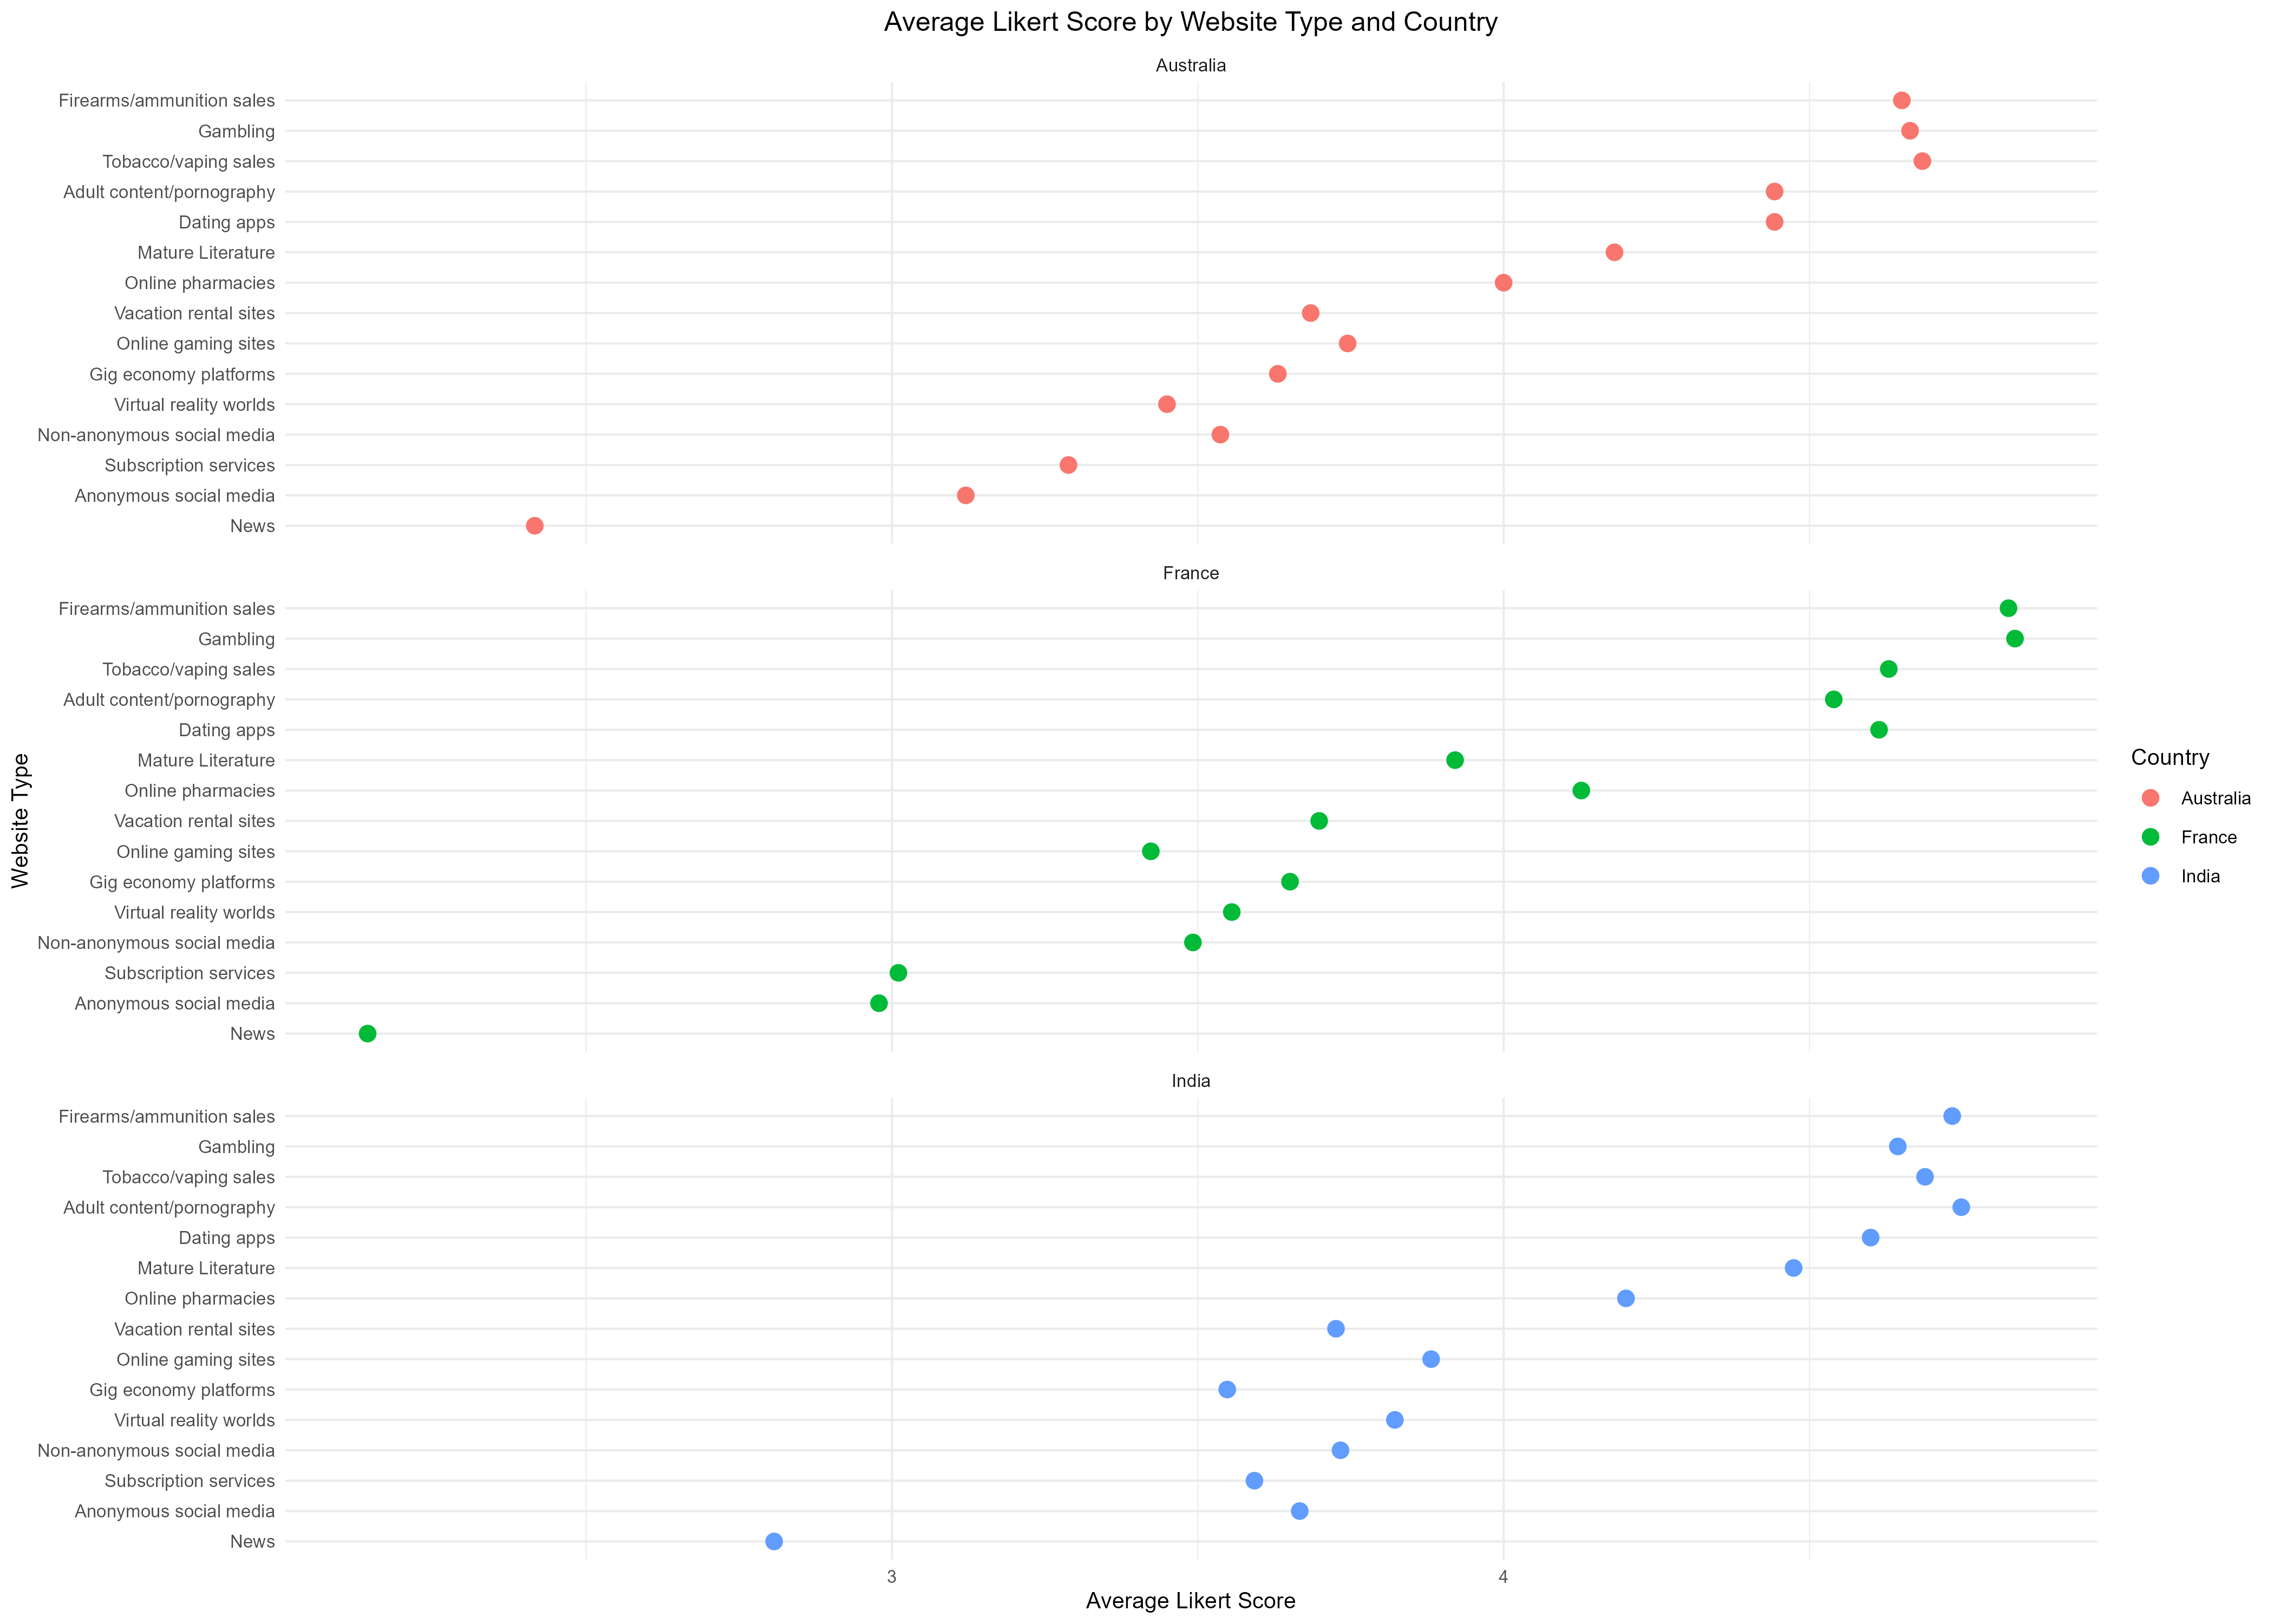 Average Likert Score by Website Type and Country
Australia
Firearms/ammunition sales
Gambling
Tobacco/vaping sales
Adult content/pornography
Dating apps
Mature Literature
Online pharmacies
Vacation rental sites
Online gaming sites
Gig economy platforms
Virtual reality worlds
Non-anonymous social media
Subscription services
Anonymous social media
News
France
Firearms/ammunition sales
Gambling
Tobacco/vaping sales
Adult content/pornography
Dating apps
Mature Literature
Online pharmacies
Vacation rental sites
Online gaming sites
Gig economy platforms
Virtual reality worlds
Non-anonymous social media
Subscription services
Anonymous social media
News
India
Firearms/ammunition sales
Gambling
Tobacco/vaping sales
Adult content/pornography
Dating apps
Mature Literature
Online pharmacies
Vacation rental sites
Online gaming sites
Gig economy platforms
Virtual reality worlds
Non-anonymous social media
Subscription services
Anonymous social media
News
3
4
Average Likert Score
Website Type
Country
Australia
France
India